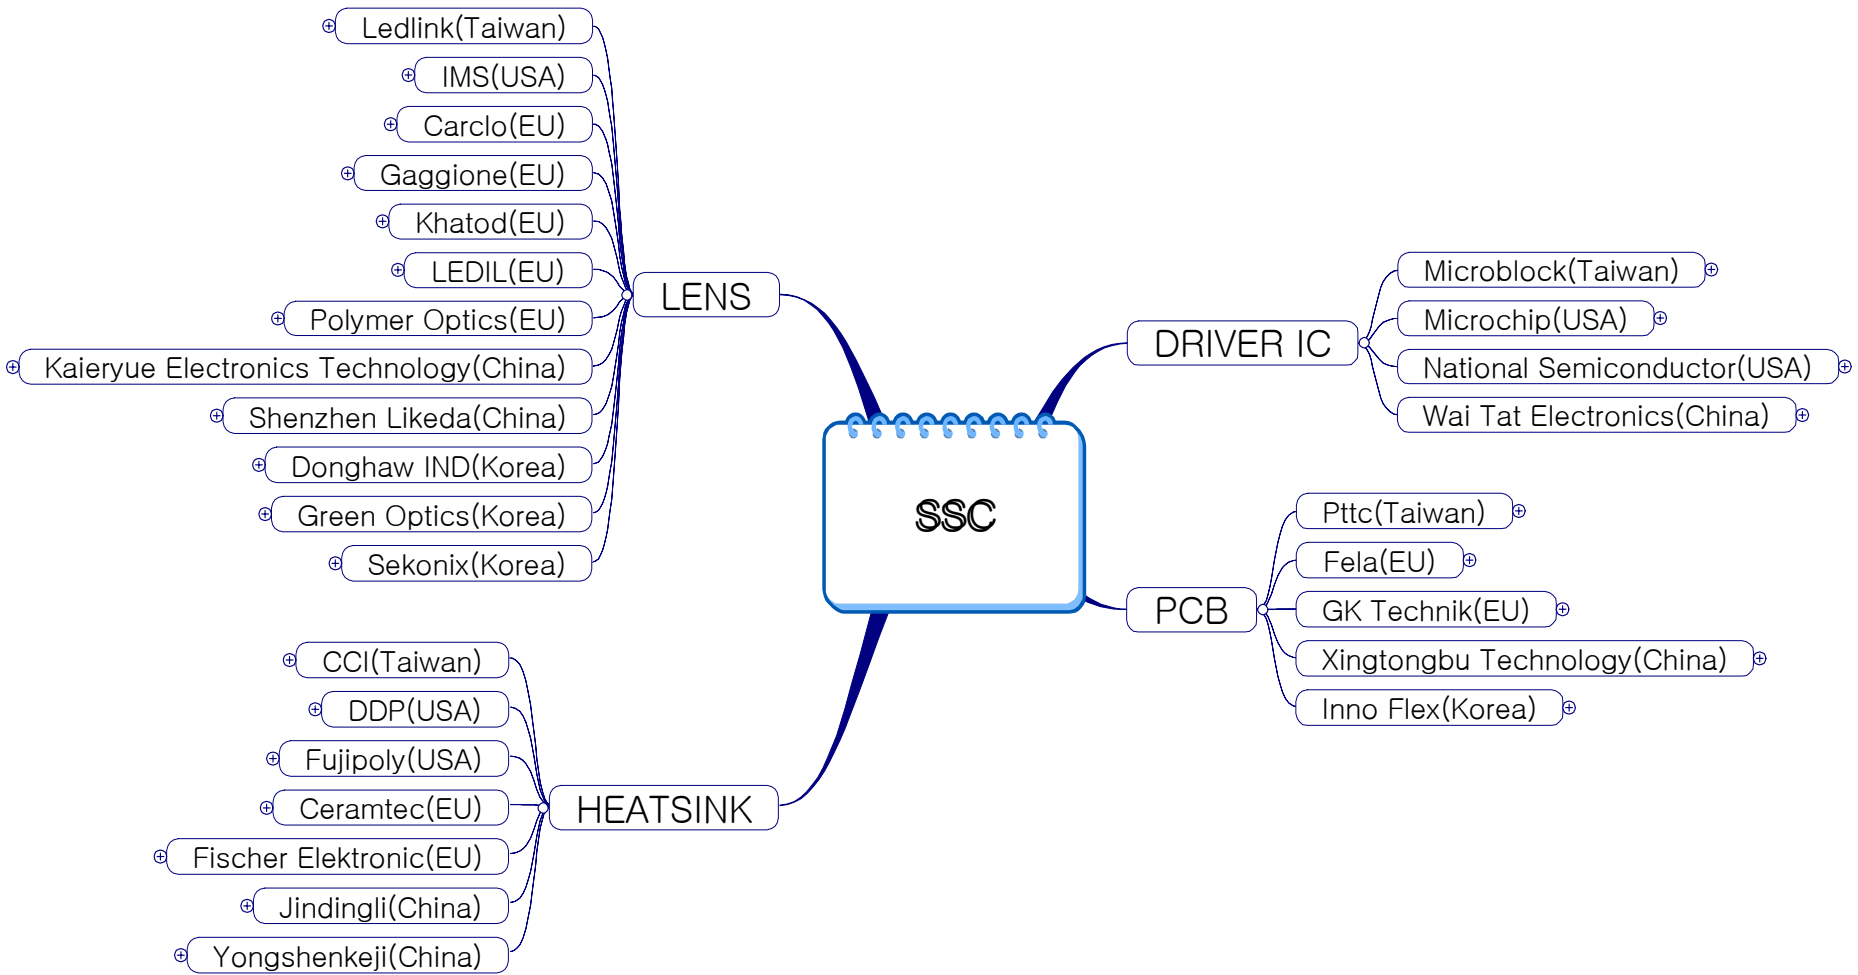 SSC
LENS
Ledlink(Taiwan)
IMS(USA)
Carclo(EU)
Gaggione(EU)
Khatod(EU)
LEDIL(EU)
Polymer Optics(EU)
Kaieryue Electronics Technology(China)
Shenzhen Likeda(China)
Donghaw IND(Korea)
Green Optics(Korea)
Sekonix(Korea)
HEATSINK
CCI(Taiwan)
DDP(USA)
Fujipoly(USA)
Ceramtec(EU)
Fischer Elektronic(EU)
Jindingli(China)
Yongshenkeji(China)
DRIVER IC
Microblock(Taiwan)
Microchip(USA)
National Semiconductor(USA)
Wai Tat Electronics(China)
PCB
Pttc(Taiwan)
Fela(EU)
GK Technik(EU)
Xingtongbu Technology(China)
Inno Flex(Korea)